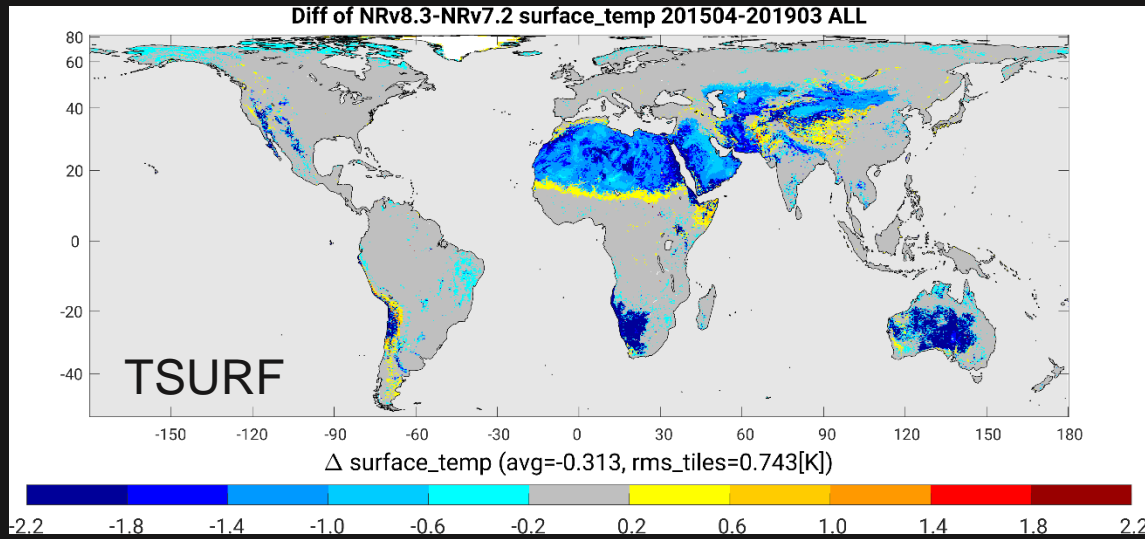 Diff of NRv8.3-NRv7.2 surface_temp 201504-201903 ALL
80
60
40
20
0
-20
-40
TSURF
-150 -120 -90 -60 -30 0 30 60 90 120 150 180
Δ surface_temp (avg=-0.313, rms_tiles=0.743[K])
-2.2 -1.8 -1.4 -1.0 -0.6 -0.2 0.2 0.6 1.0 1.4 1.8 2.2